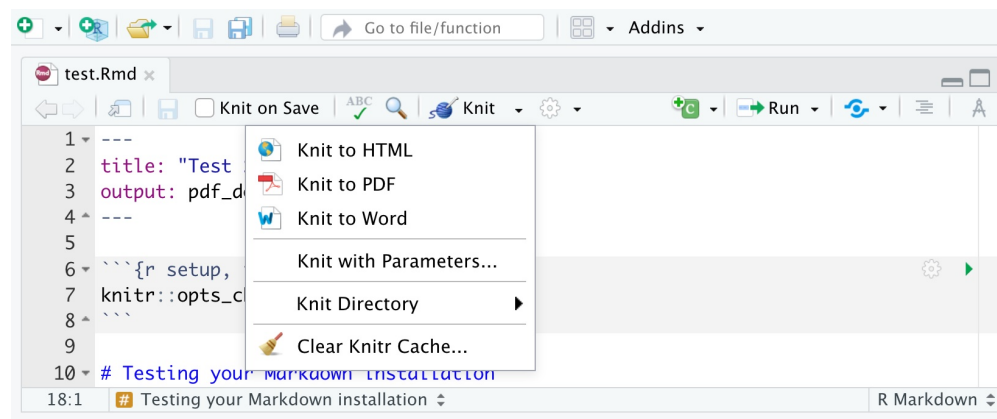 Go to file/function
Addins
test.Rmd
Knit on Save
ABC
Knit
Run
1 ---
2 title: "Test
3 output: pdf_d
4 ---
5
6 ```{r setup,
7 knitr::opts_c
8 ```
9
10 # Testing your Markdown installation
Knit to HTML
Knit to PDF
Knit to Word
Knit with Parameters...
Knit Directory
Clear Knitr Cache...
18:1 # Testing your Markdown installation
R Markdown